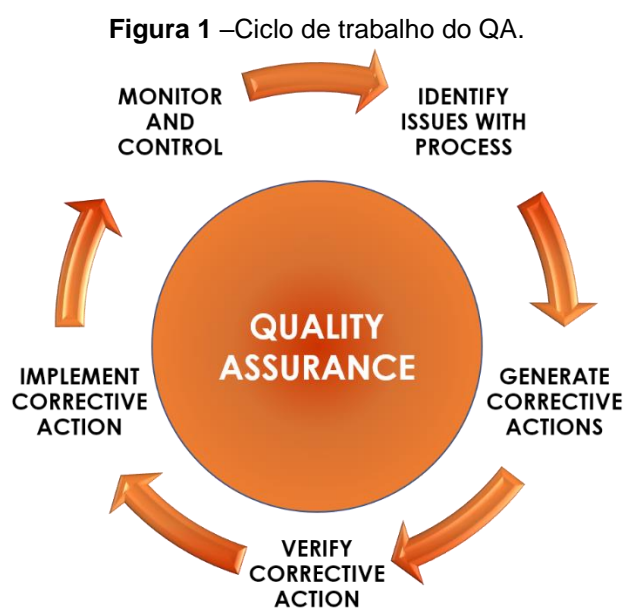 Figura 1 –Ciclo de trabalho do QA.
MONITOR
AND
CONTROL
IDENTIFY
ISSUES WITH
PROCESS
QUALITY
ASSURANCE
GENERATE
CORRECTIVE
ACTIONS
VERIFY
CORRECTIVE
ACTION
IMPLEMENT
CORRECTIVE
ACTION